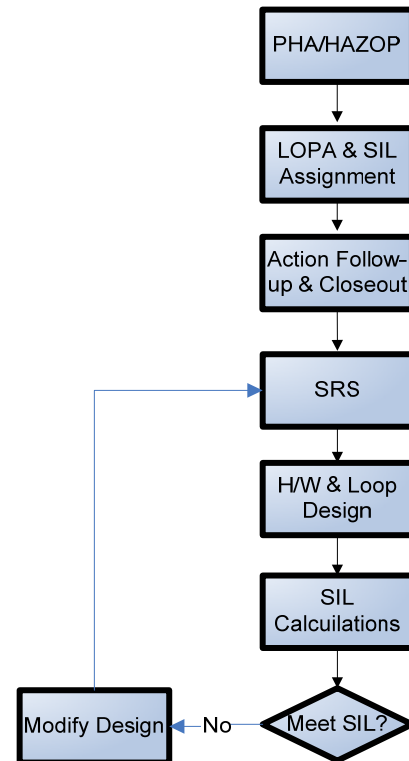 PHA/HAZOP
LOPA & SIL
Assignment
Action Follow-
up & Closeout
SRS
H/W & Loop
Design
SIL
Calcuilations
Meet SIL?
No
Modify Design